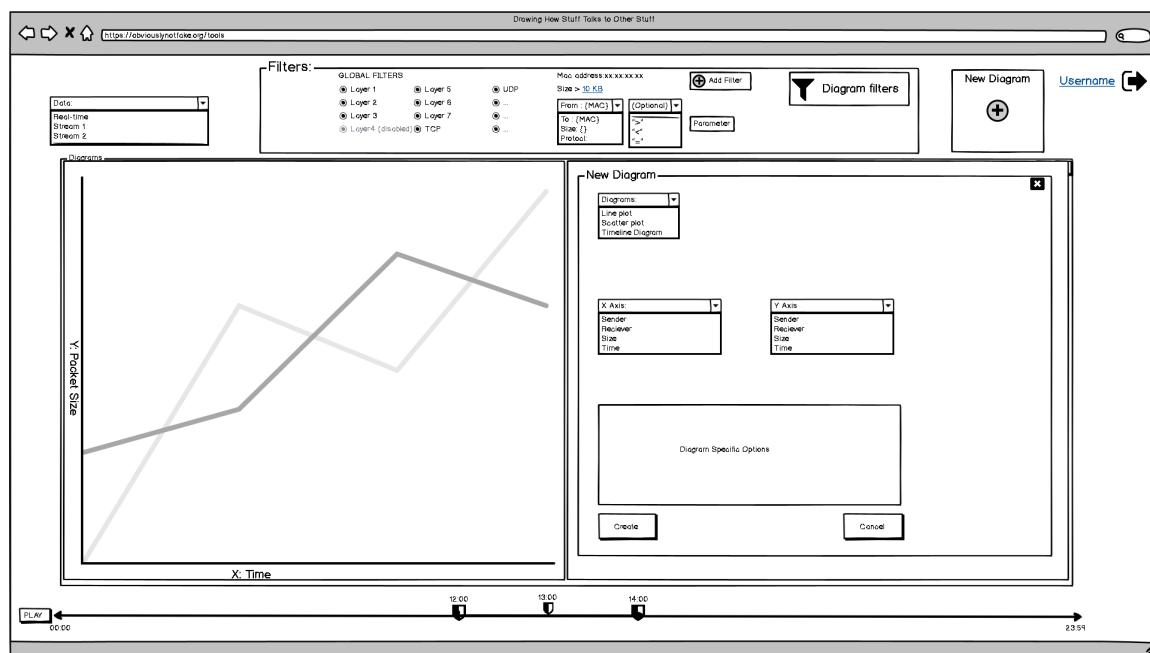 Drawing How Stuff Talks to Other Stuff
https://obviouslynotfake.org/tools
Data:
Real-time
Stream 1
Stream 2
Filters:
GLOBAL FILTERS
Layer 1
Layer 2
Layer 3
Layer4 (disabled)
Layer 5
Layer 6
Layer 7
TCP
UDP
...
...
...
Mac address:xx:xx:xx:xx
Size > 10 KB
From : {MAC}
To : {MAC}
Size: {}
Protocl:
(Optional)
">"
"<"
"="
Add Filter
Parameter
Diagram filters
New Diagram
Username
Diagrams
Y: Packet Size
X: Time
New Diagram
Diagrams:
Line plot
Scatter plot
Timeline Diagram
X Axis:
Sender
Reciever
Size
Time
Y Axis
Sender
Reciever
Size
Time
Diagram Specific Options
Create
Cancel
PLAY
00:00
12:00
13:00
14:00
23:59